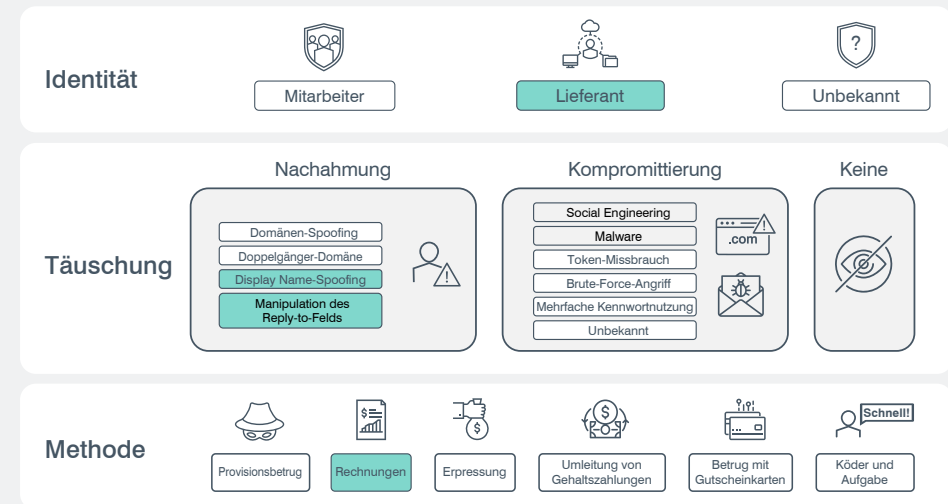 Identität
Mitarbeiter
Lieferant
?
Unbekannt
Täuschung
Nachahmung
Domänen-Spoofing
Doppelgänger-Domäne
Display Name-Spoofing
Manipulation des
Reply-to-Felds
!
Kompromittierung
Social Engineering
Malware
Token-Missbrauch
Brute-Force-Angriff
Mehrfache Kennwortnutzung
Unbekannt
!
.com
Keine
Methode
Provisionsbetrug
$
Rechnungen
$
Erpressung
$
Umleitung von
Gehaltszahlungen
Betrug mit
Gutscheinkarten
Schnell!
Köder und
Aufgabe